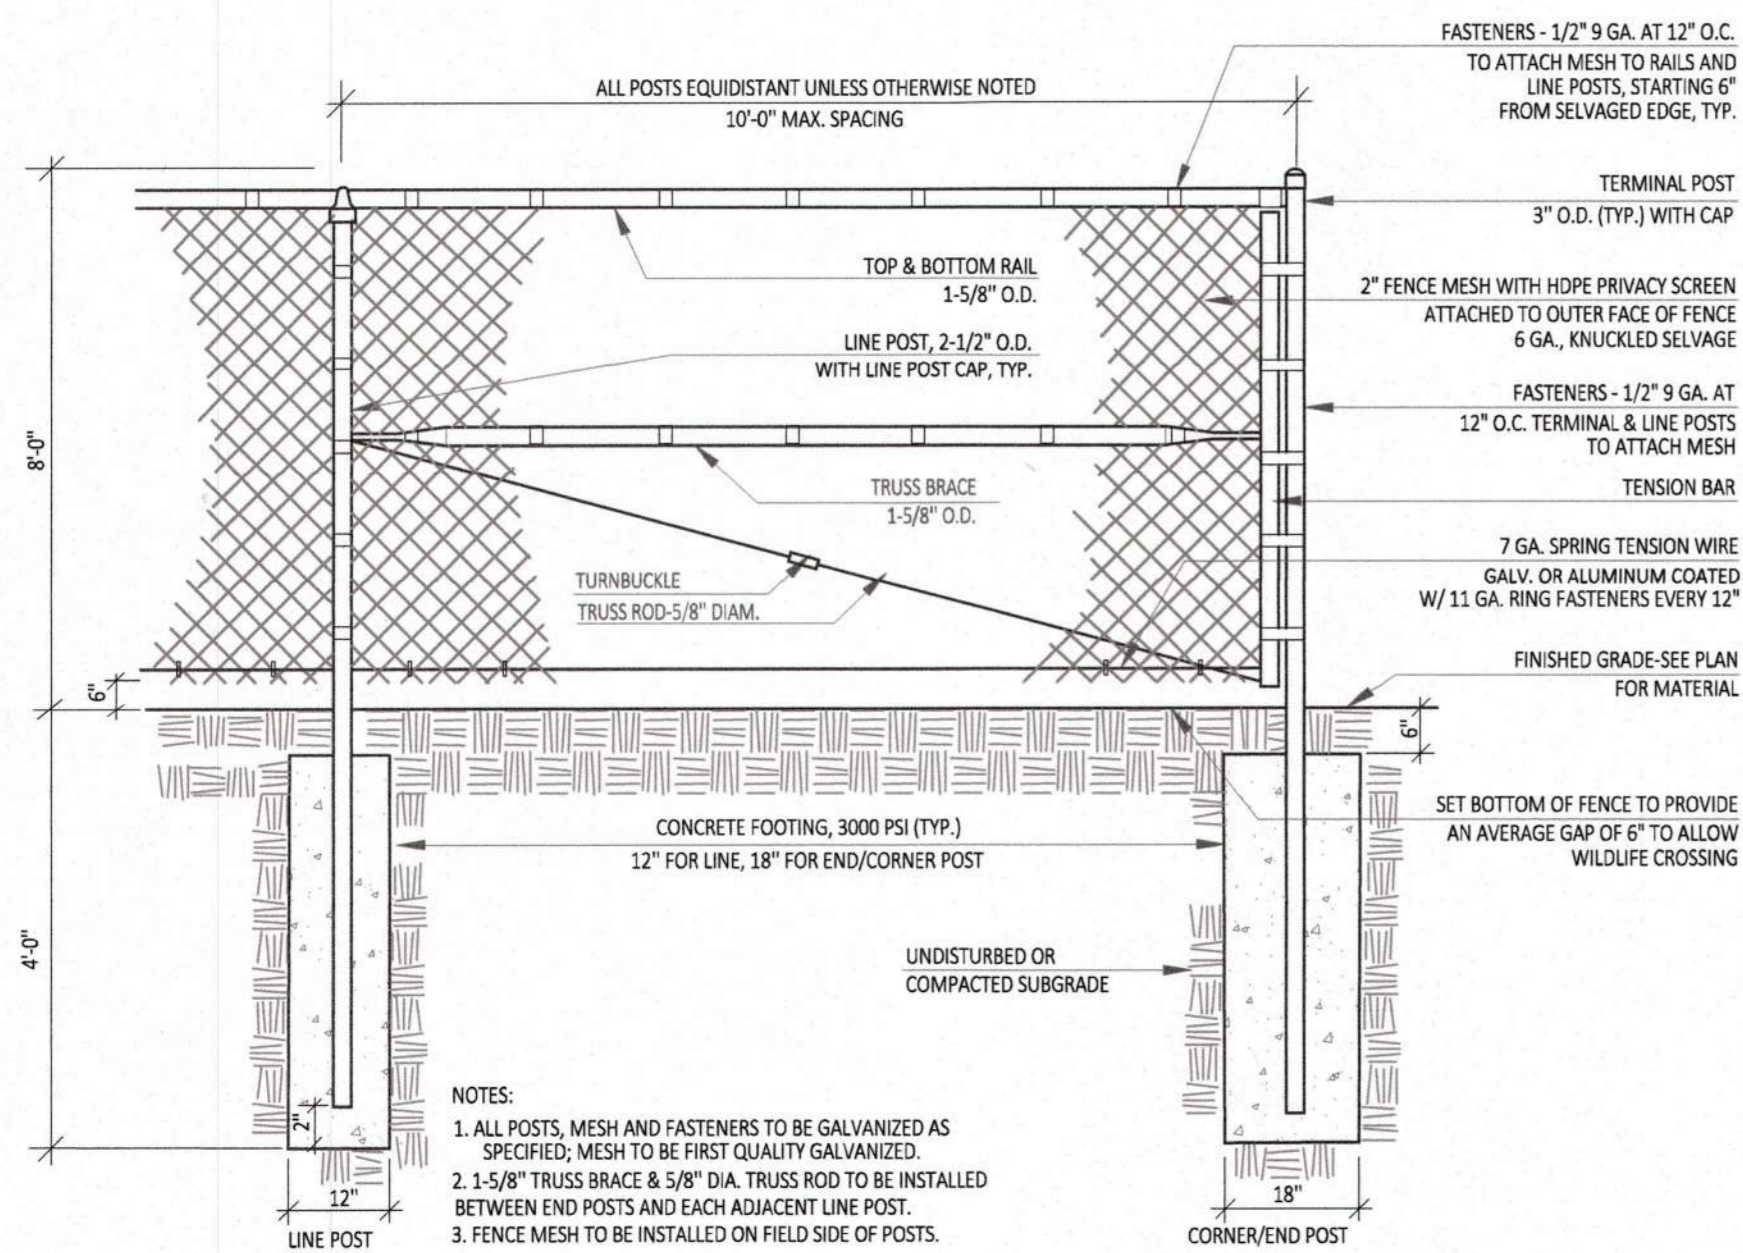 ALL POSTS EQUIDISTANT UNLESS OTHERWISE NOTED
10'-0" MAX. SPACING
FASTENERS - 1/2" 9 GA. AT 12" O.C.
TO ATTACH MESH TO RAILS AND
LINE POSTS, STARTING 6"
FROM SELVAGED EDGE, TYP.
TERMINAL POST
3" O.D. (TYP.) WITH CAP
TOP & BOTTOM RAIL
1-5/8" O.D.
2" FENCE MESH WITH HDPE PRIVACY SCREEN
ATTACHED TO OUTER FACE OF FENCE
6 GA., KNUCKLED SELVAGE
LINE POST, 2-1/2" O.D.
WITH LINE POST CAP, TYP.
FASTENERS - 1/2" 9 GA. AT
12" O.C. TERMINAL & LINE POSTS
TO ATTACH MESH
8'-0"
TRUSS BRACE
1-5/8" O.D.
TENSION BAR
7 GA. SPRING TENSION WIRE
GALV. OR ALUMINUM COATED
W/ 11 GA. RING FASTENERS EVERY 12"
TURNBUCKLE
TRUSS ROD-5/8" DIAM.
FINISHED GRADE-SEE PLAN
FOR MATERIAL
6"
6"
SET BOTTOM OF FENCE TO PROVIDE
AN AVERAGE GAP OF 6" TO ALLOW
WILDLIFE CROSSING
CONCRETE FOOTING, 3000 PSI (TYP.)
12" FOR LINE, 18" FOR END/CORNER POST
4'-0"
UNDISTURBED OR
COMPACTED SUBGRADE
2"
NOTES:
1. ALL POSTS, MESH AND FASTENERS TO BE GALVANIZED AS
SPECIFIED; MESH TO BE FIRST QUALITY GALVANIZED.
2. 1-5/8" TRUSS BRACE & 5/8" DIA. TRUSS ROD TO BE INSTALLED
BETWEEN END POSTS AND EACH ADJACENT LINE POST.
3. FENCE MESH TO BE INSTALLED ON FIELD SIDE OF POSTS.
12"
LINE POST
18"
CORNER/END POST